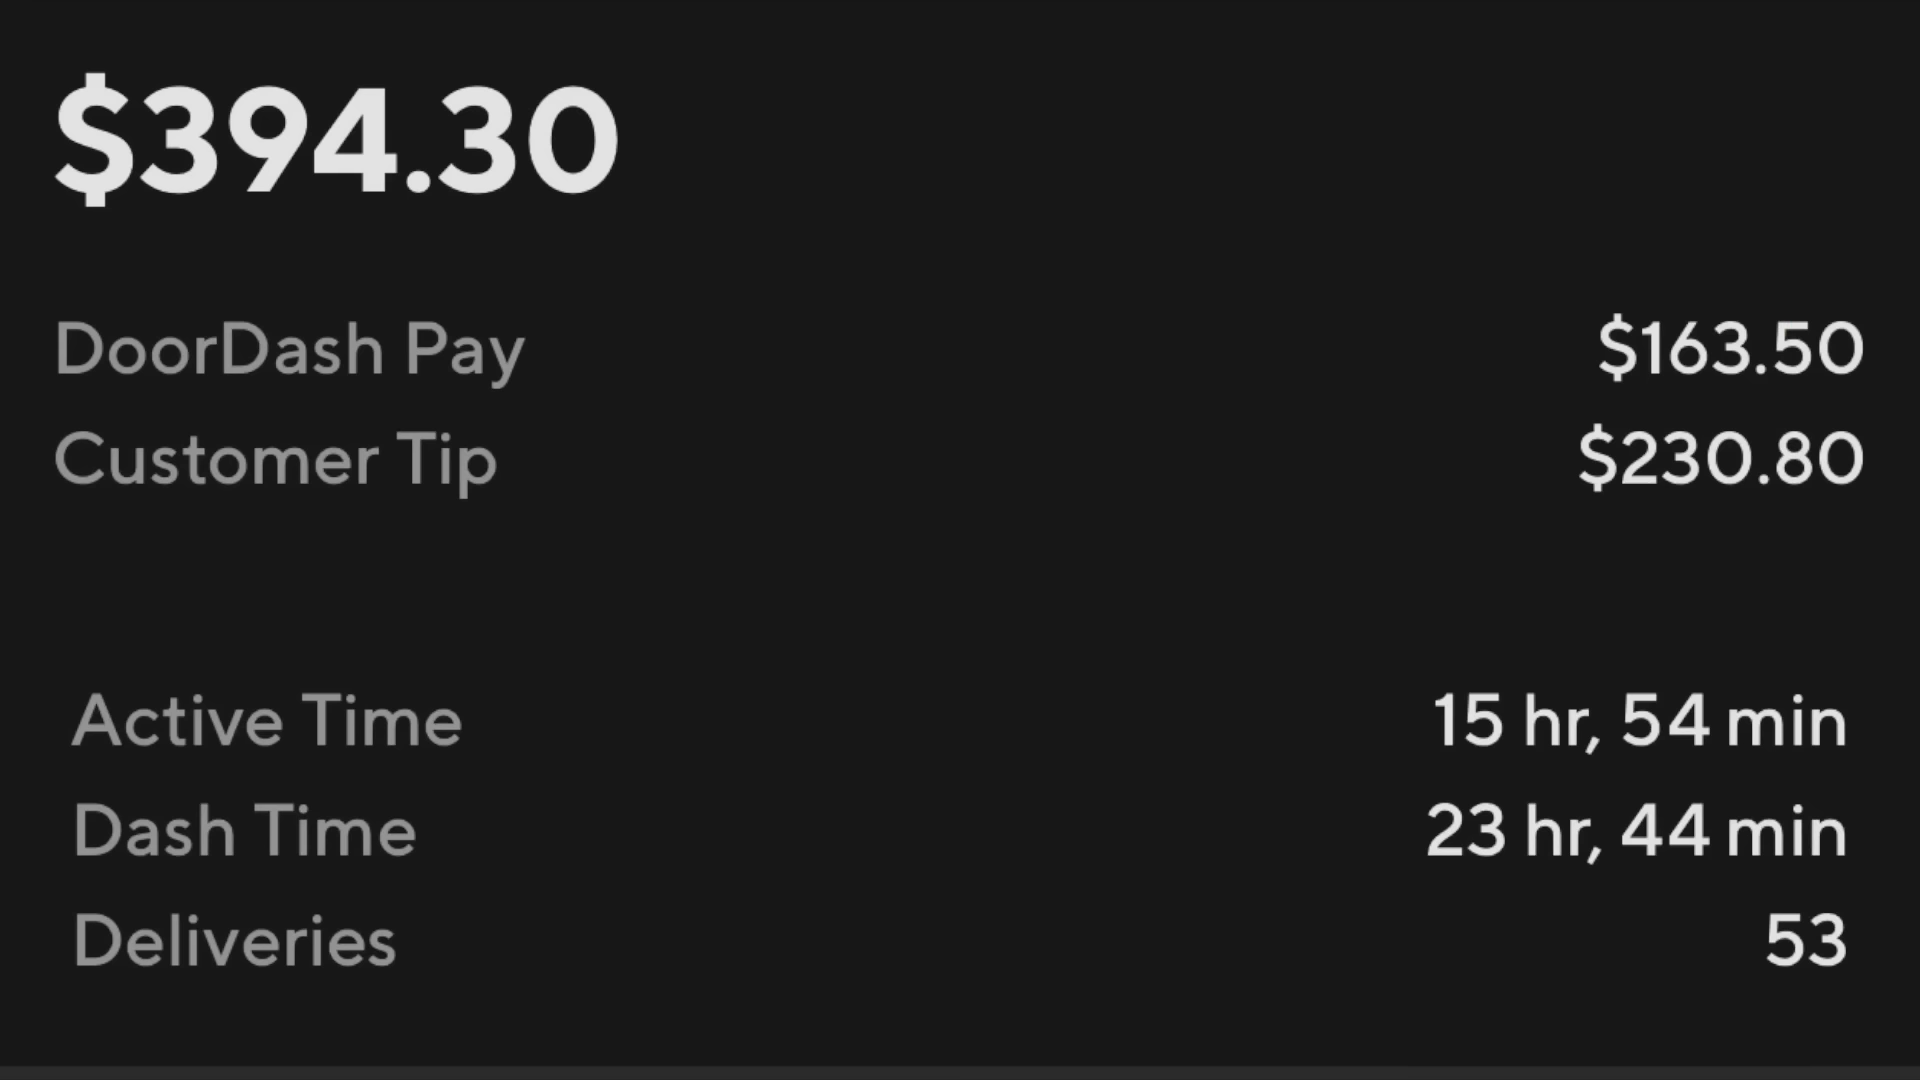 $394.30
DoorDash Pay $163.50
Customer Tip $230.80
Active Time 15 hr, 54 min
Dash Time 23 hr, 44 min
Deliveries 53